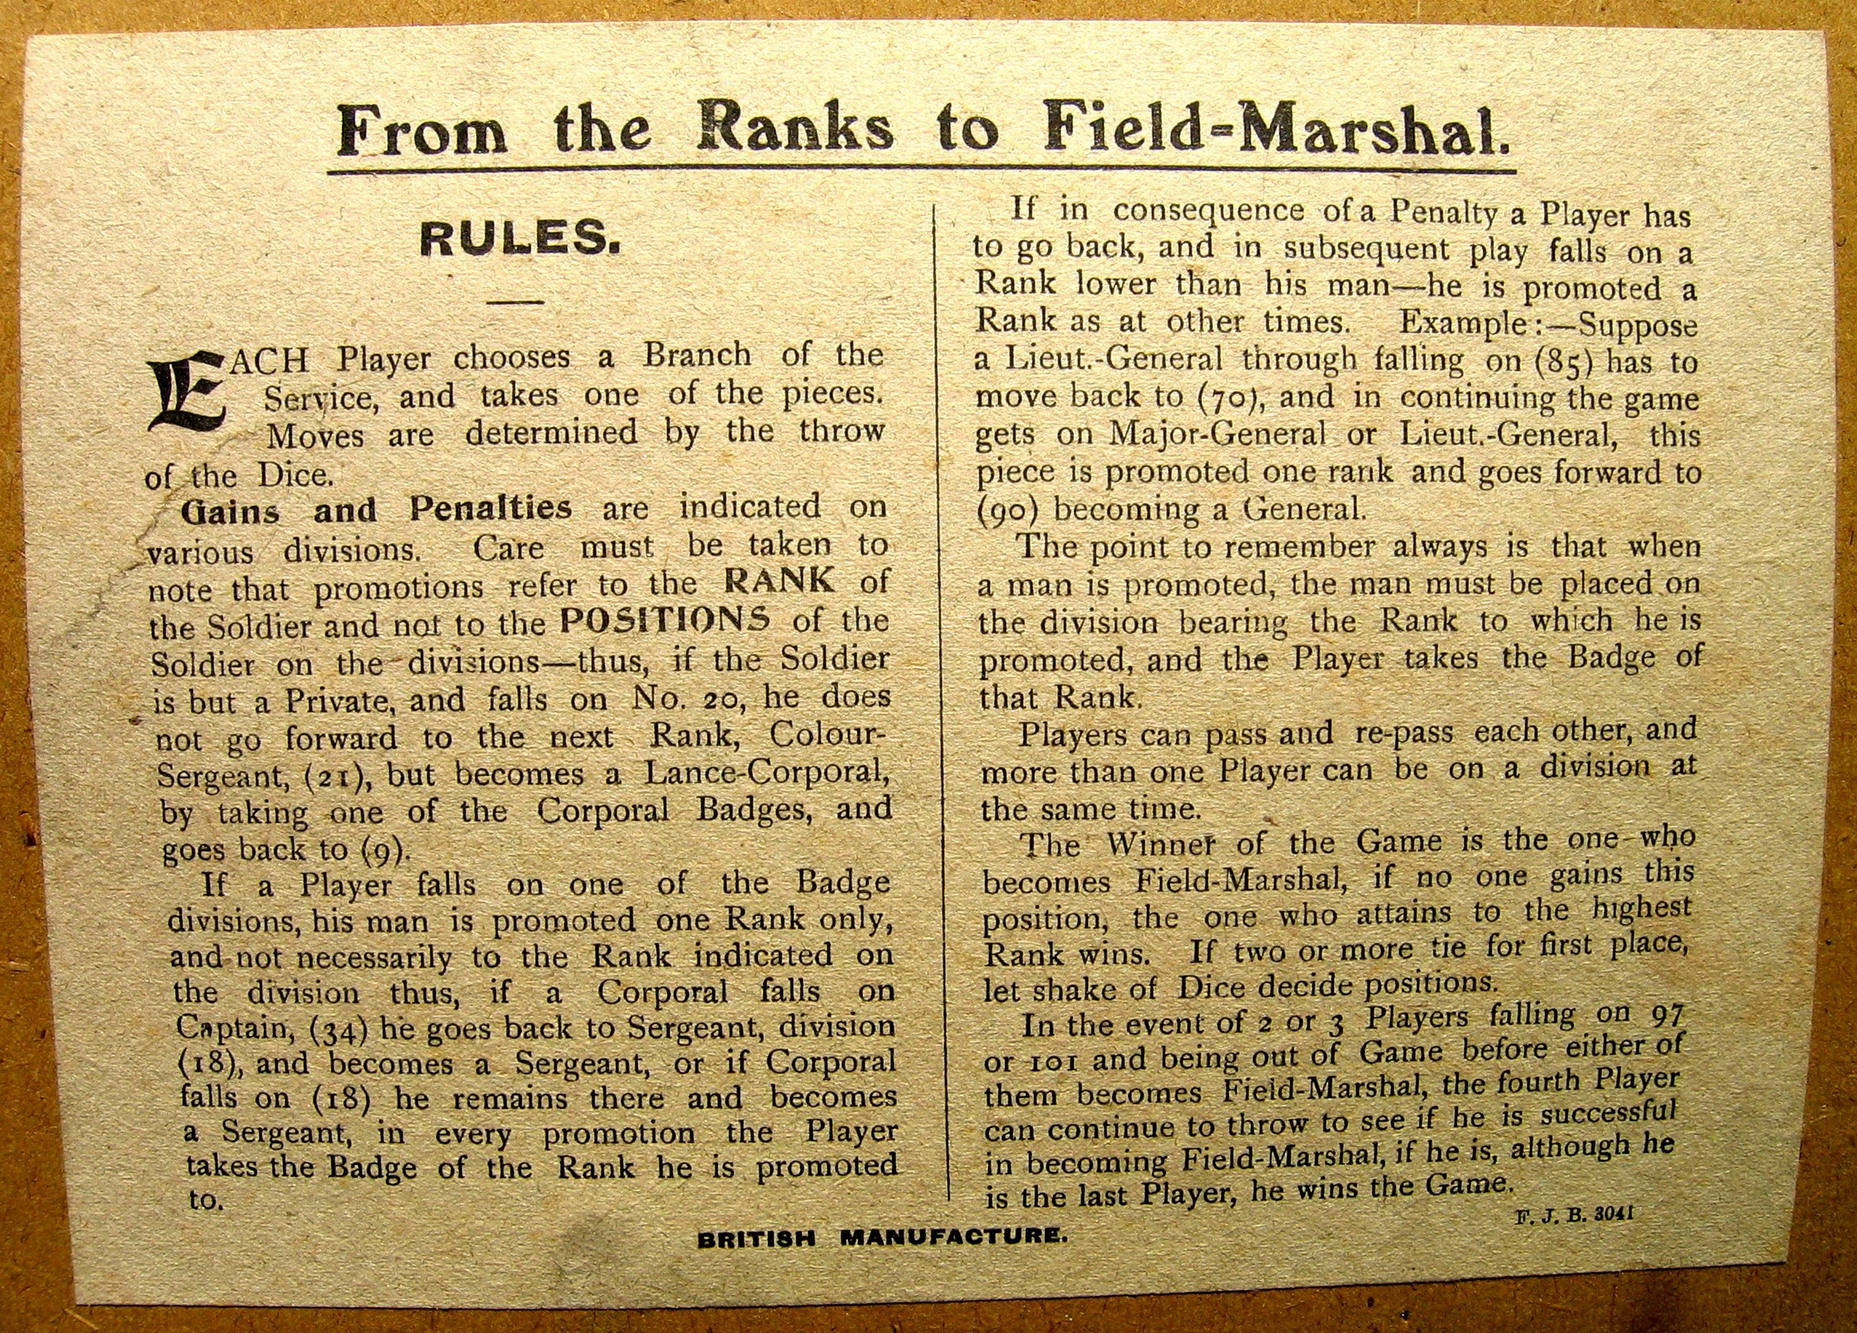 From the Ranks to Field-Marshal.
RULES.
EACH Player chooses a Branch of the
Service, and takes one of the pieces.
Moves are determined by the throw
of the Dice.
Gains and Penalties are indicated on
various divisions. Care must be taken to
note that promotions refer to the RANK of
the Soldier and not to the POSITIONS of the
Soldier on the divisions—thus, if the Soldier
is but a Private, and falls on No. 20, he does
not go forward to the next Rank, Colour-
Sergeant, (21), but becomes a Lance-Corporal,
by taking one of the Corporal Badges, and
goes back to (9).
If a Player falls on one of the Badge
divisions, his man is promoted one Rank only,
and not necessarily to the Rank indicated on
the division thus, if a Corporal falls on
Captain, (34) he goes back to Sergeant, division
(18), and becomes a Sergeant, or if Corporal
falls on (18) he remains there and becomes
a Sergeant, in every promotion the Player
takes the Badge of the Rank he is promoted
to.
If in consequence of a Penalty a Player has
to go back, and in subsequent play falls on a
Rank lower than his man—he is promoted a
Rank as at other times. Example:—Suppose
a Lieut.-General through falling on (85) has to
move back to (70), and in continuing the game
gets on Major-General or Lieut.-General, this
piece is promoted one rank and goes forward to
(90) becoming a General.
The point to remember always is that when
a man is promoted, the man must be placed on
the division bearing the Rank to which he is
promoted, and the Player takes the Badge of
that Rank.
Players can pass and re-pass each other, and
more than one Player can be on a division at
the same time.
The Winner of the Game is the one who
becomes Field-Marshal, if no one gains this
position, the one who attains to the highest
Rank wins. If two or more tie for first place,
let shake of Dice decide positions.
In the event of 2 or 3 Players falling on 97
or 101 and being out of Game before either of
them becomes Field-Marshal, the fourth Player
can continue to throw to see if he is successful
in becoming Field-Marshal, if he is, although he
is the last Player, he wins the Game.
F. J. B. 3041
BRITISH MANUFACTURE.